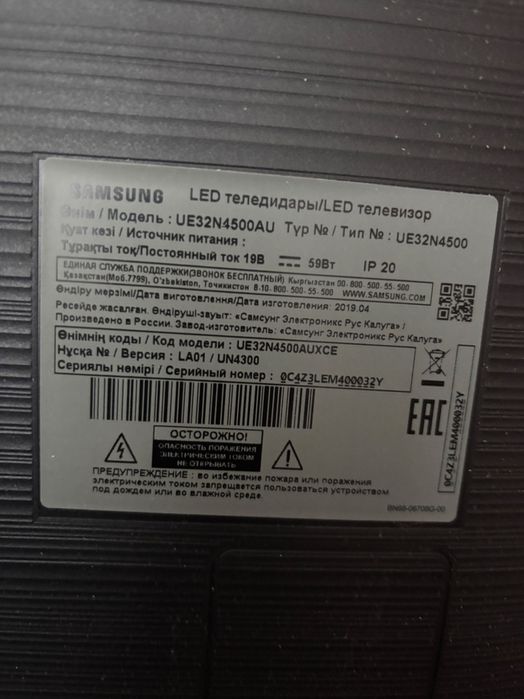 SAMSUNG LED теледидары/LED телевизор
Өнім / Модель : UE32N4500AU Түр № / Тип № : UE32N4500
Қуат көзі / Источник питания :
Тұрақты ток/Постоянный ток 19В 59Вт IP 20
ЕДИНАЯ СЛУЖБА ПОДДЕРЖКИ(ЗВОНОК БЕСПЛАТНЫЙ) Кыргызстан 00-800-500-55-500
Қазақстан(Моб.7799), O'zbekiston, Точикистон 8-10-800-500-55-500 WWW.SAMSUNG.COM
Өндіру мерзімі/Дата виготовлення/Дата изготовления: 2019.04
Ресейде жасалған. Өндіруші-зауыт: «Самсунг Электроникс Рус Калуга» /
Произведено в России. Завод-изготовитель: «Самсунг Электроникс Рус Калуга»
Өнімнің коды / Код модели : UE32N4500AUXCE
Нұсқа № / Версия : LA01 / UN4300
Сериялы нөмірі / Серийный номер : 0C4Z3LEM400032Y
0C4Z3LEM400032Y
EAC
ОСТОРОЖНО!
ОПАСНОСТЬ ПОРАЖЕНИЯ
ЭЛЕКТРИЧЕСКИМ ТОКОМ
НЕ ОТКРЫВАТЬ
ПРЕДУПРЕЖДЕНИЕ : во избежание пожара или поражения
электрическим током запрещается пользоваться устройством
под дождем или во влажной среде.